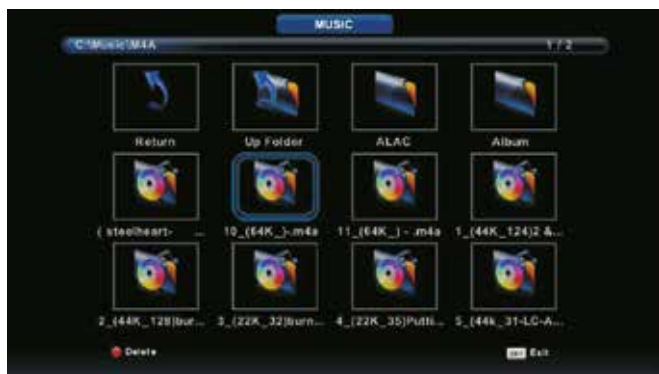 MUSIC
C:\Music\M4A 1 / 2
Return Up Folder ALAC Album
( steelheart- ... 10_(64K_)-.m4a 11_(64K_) - .m4a 1_(44K_124)2 &...
2_(44K_128)bur... 3_(22K_32)burn... 4_(22K_35)Putti... 5_(44k_31-LC-A...
Delete Exit